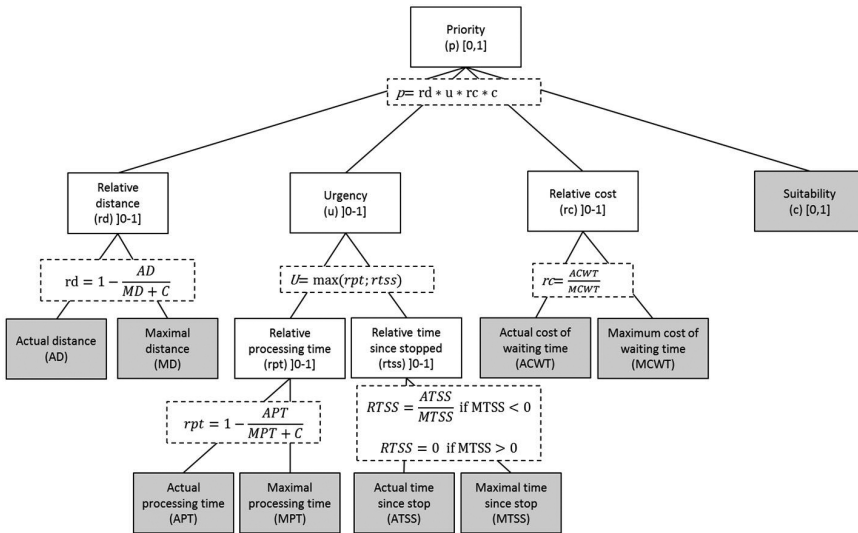 Priority
(p) [0,1]
p= rd * u * rc * c
Relative
distance
(rd) ]0-1]
Urgency
(u) ]0-1]
Relative cost
(rc) ]0-1]
Suitability
(c) [0,1]
rd = 1 − AD / MD + C
U= max(rpt; rtss)
rc= ACWT / MCWT
Actual distance
(AD)
Maximal
distance
(MD)
Relative
processing time
(rpt) ]0-1]
Relative time
since stopped
(rtss) ]0-1]
Actual cost of
waiting time
(ACWT)
Maximum cost of
waiting time
(MCWT)
rpt = 1 − APT / MPT + C
RTSS = ATSS / MTSS if MTSS < 0
RTSS = 0 if MTSS > 0
Actual
processing time
(APT)
Maximal
processing time
(MPT)
Actual time
since stop
(ATSS)
Maximal time
since stop
(MTSS)